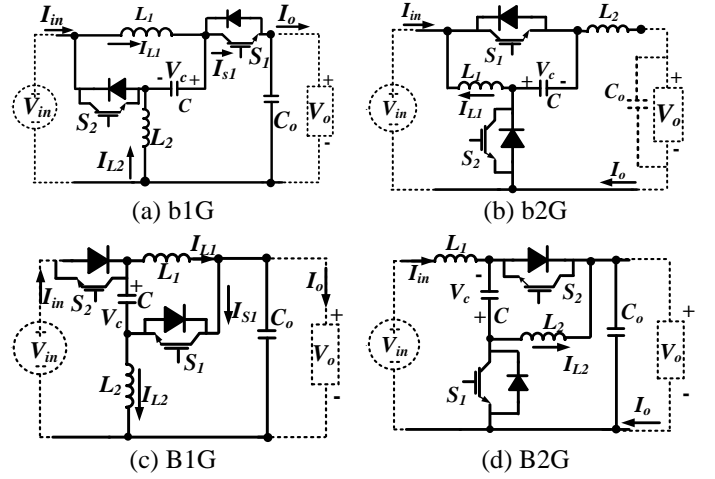 I_in L_1 I_L1 S_1 I_s1 I_o
V_in - V_c + C S_2 L_2 I_L2 C_o + V_o -
(a) b1G
I_in S_1 L_2
V_in L_1 I_L1 + V_c - C S_2 C_o + V_o - I_o
(b) b2G
I_in S_2 L_1 I_L1 I_o
V_in + C V_c I_S1 S_1 L_2 I_L2 C_o + V_o -
(c) B1G
L_1 I_in S_2
V_in - V_c C + L_2 I_L2 S_1 C_o + V_o - I_o
(d) B2G